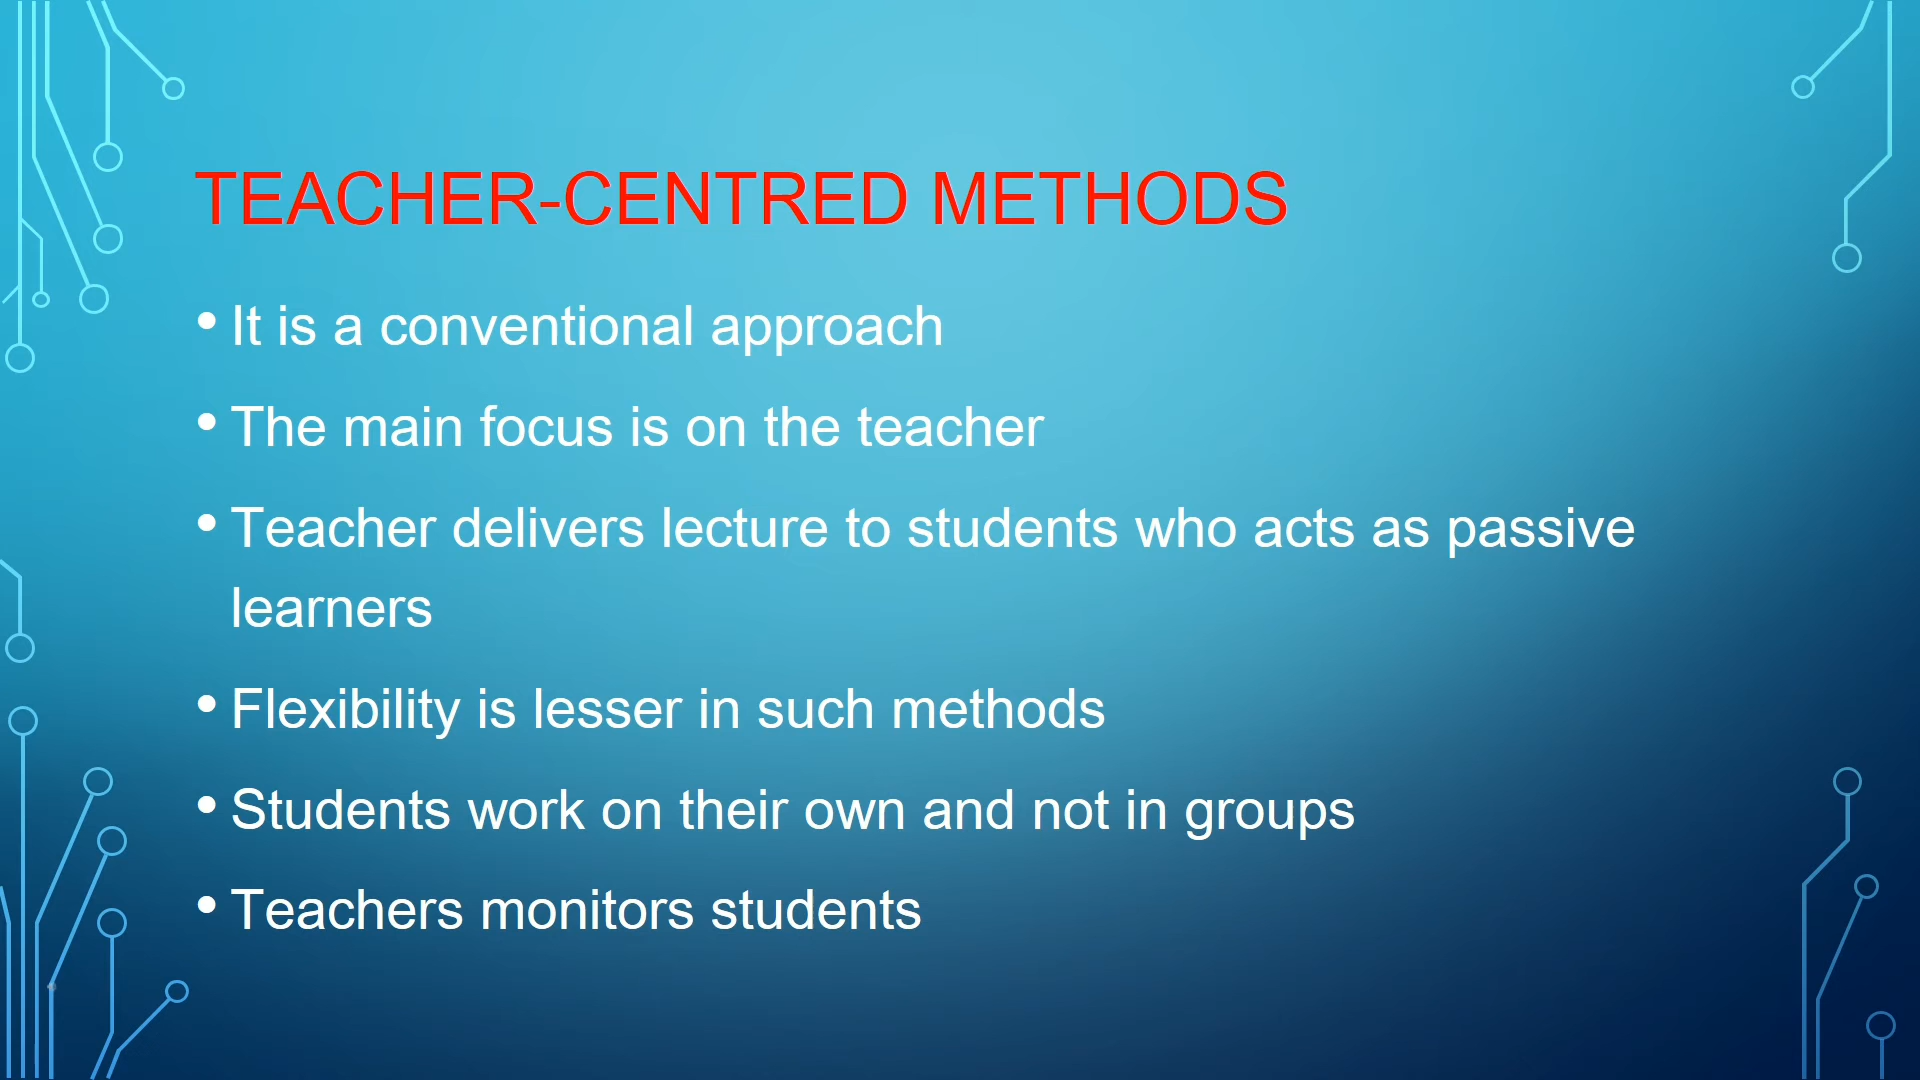 TEACHER-CENTRED METHODS
• It is a conventional approach
• The main focus is on the teacher
• Teacher delivers lecture to students who acts as passive
learners
• Flexibility is lesser in such methods
• Students work on their own and not in groups
• Teachers monitors students